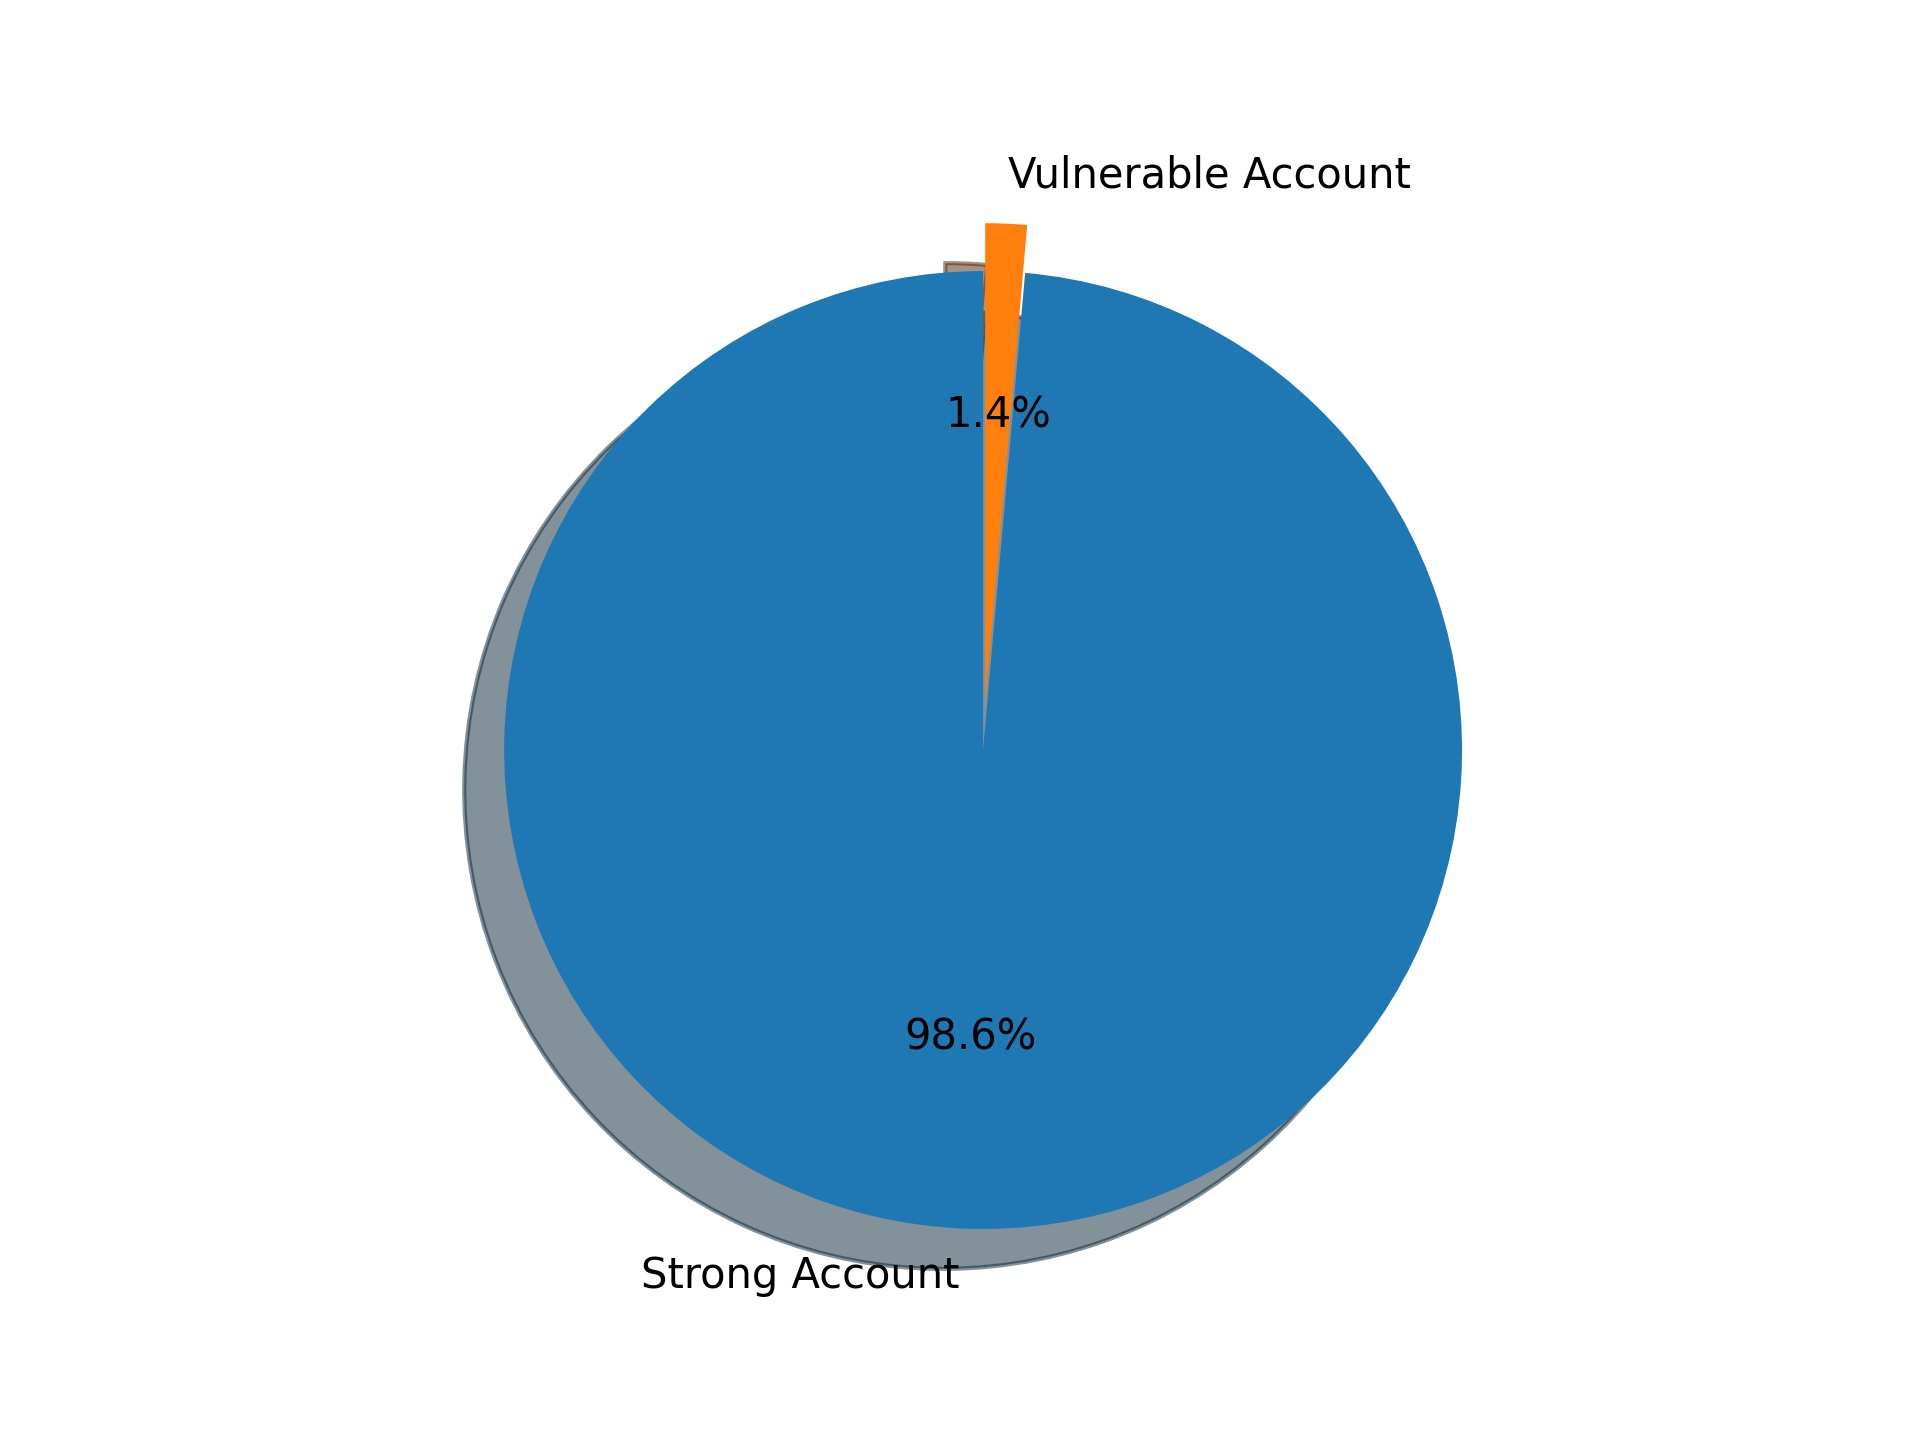 Vulnerable Account
1.4%
98.6%
Strong Account